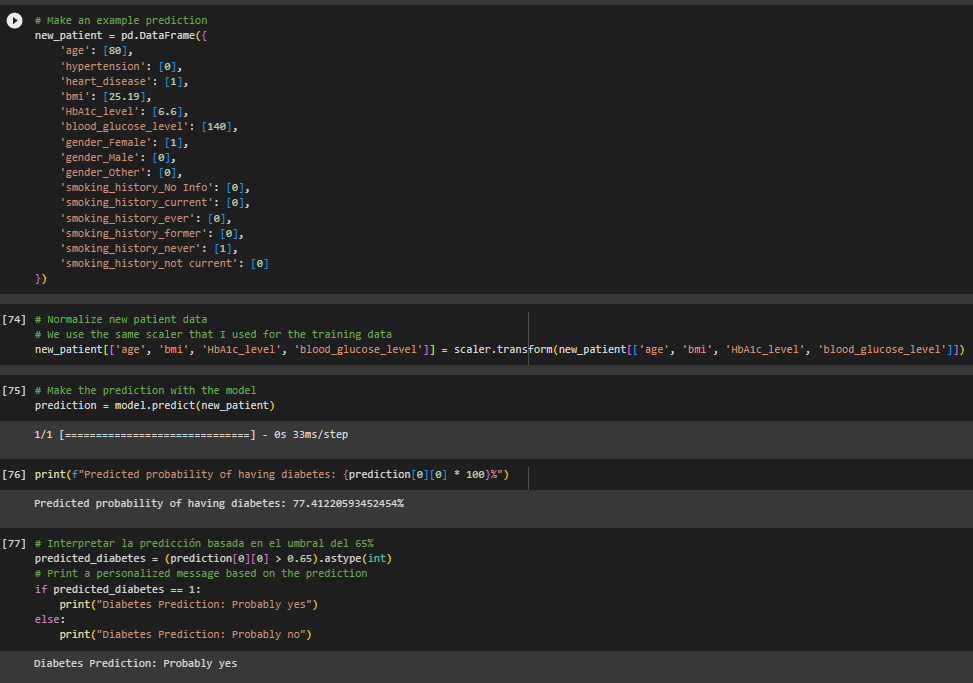 # Make an example prediction
new_patient = pd.DataFrame({
    'age': [80],
    'hypertension': [0],
    'heart_disease': [1],
    'bmi': [25.19],
    'HbA1c_level': [6.6],
    'blood_glucose_level': [140],
    'gender_Female': [1],
    'gender_Male': [0],
    'gender_Other': [0],
    'smoking_history_No Info': [0],
    'smoking_history_current': [0],
    'smoking_history_ever': [0],
    'smoking_history_former': [0],
    'smoking_history_never': [1],
    'smoking_history_not current': [0]
})
[74] # Normalize new patient data
# We use the same scaler that I used for the training data
new_patient[['age', 'bmi', 'HbA1c_level', 'blood_glucose_level']] = scaler.transform(new_patient[['age', 'bmi', 'HbA1c_level', 'blood_glucose_level']])
[75] # Make the prediction with the model
prediction = model.predict(new_patient)
1/1 [==============================] - 0s 33ms/step
[76] print(f"Predicted probability of having diabetes: {prediction[0][0] * 100}%")
Predicted probability of having diabetes: 77.41220593452454%
[77] # Interpretar la predicción basada en el umbral del 65%
predicted_diabetes = (prediction[0][0] > 0.65).astype(int)
# Print a personalized message based on the prediction
if predicted_diabetes == 1:
    print("Diabetes Prediction: Probably yes")
else:
    print("Diabetes Prediction: Probably no")
Diabetes Prediction: Probably yes